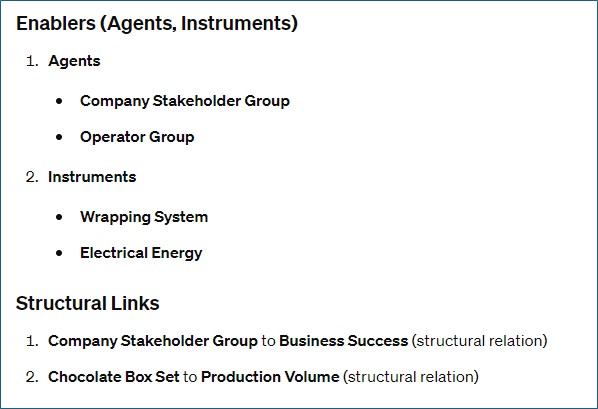 Enablers (Agents, Instruments)
1. Agents
• Company Stakeholder Group
• Operator Group
2. Instruments
• Wrapping System
• Electrical Energy
Structural Links
1. Company Stakeholder Group to Business Success (structural relation)
2. Chocolate Box Set to Production Volume (structural relation)